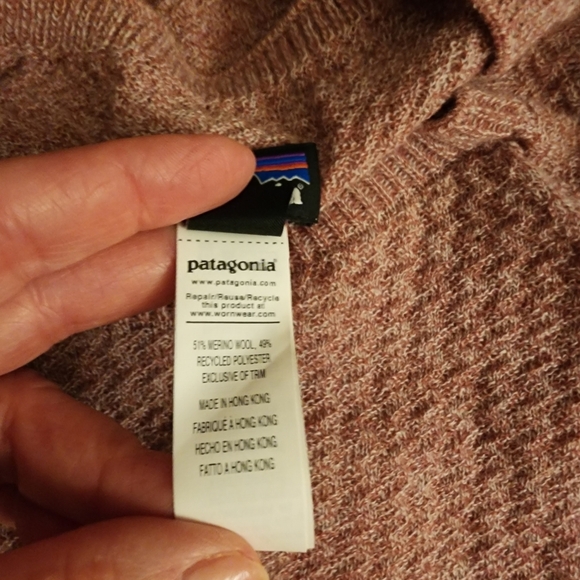 patagonia®
www.patagonia.com
Repair/Reuse/Recycle
this product at
www.wornwear.com
51% MERINO WOOL, 49%
RECYCLED POLYESTER
EXCLUSIVE OF TRIM
MADE IN HONG KONG
FABRIQUÉ À HONG KONG
HECHO EN HONG KONG
FATTO A HONG KONG